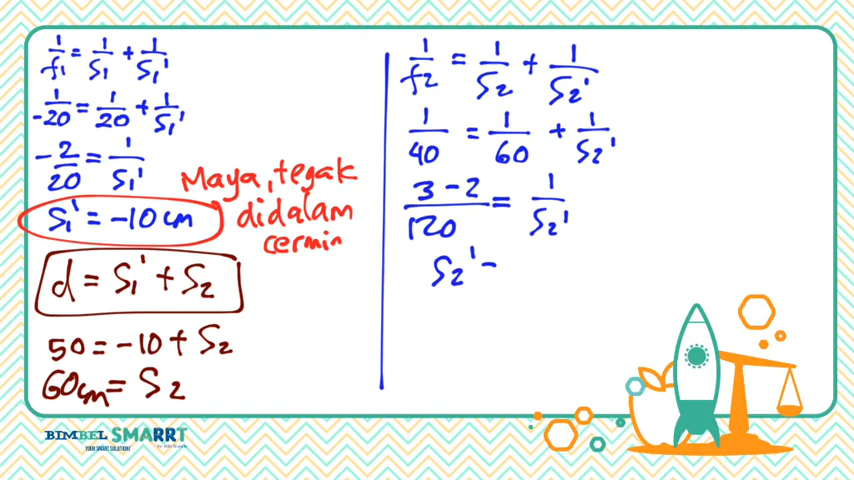 1/f₁ = 1/S₁ + 1/S₁'
-1/20 = 1/20 + 1/S₁'
-2/20 = 1/S₁'
S₁' = -10 cm
Maya, tegak
didalam
cermin
d = S₁' + S₂
50 = -10 + S₂
60cm = S₂
1/f₂ = 1/S₂ + 1/S₂'
1/40 = 1/60 + 1/S₂'
(3 - 2)/120 = 1/S₂'
S₂' -
BIMBEL SMARRT
YOUR SMART SOLUTION!